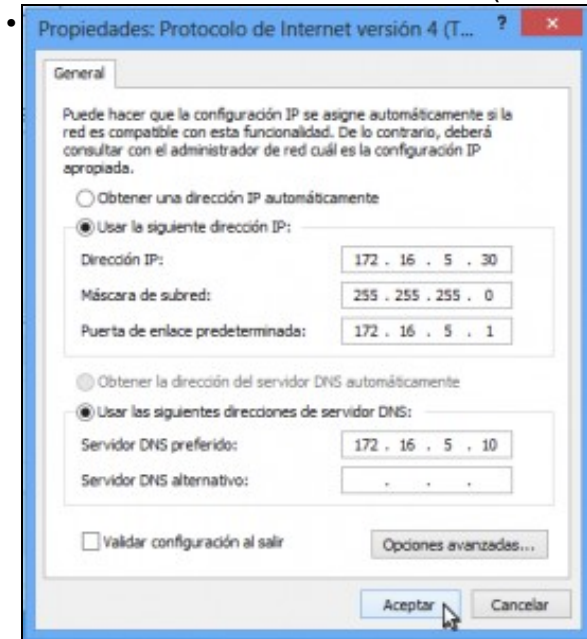 Propiedades: Protocolo de Internet versión 4 (T...
?
General
Puede hacer que la configuración IP se asigne automáticamente si la
red es compatible con esta funcionalidad. De lo contrario, deberá
consultar con el administrador de red cuál es la configuración IP
apropiada.
Obtener una dirección IP automáticamente
Usar la siguiente dirección IP:
Dirección IP: 172 . 16 . 5 . 30
Máscara de subred: 255 . 255 . 255 . 0
Puerta de enlace predeterminada: 172 . 16 . 5 . 1
Obtener la dirección del servidor DNS automáticamente
Usar las siguientes direcciones de servidor DNS:
Servidor DNS preferido: 172 . 16 . 5 . 10
Servidor DNS alternativo: . . .
Validar configuración al salir
Opciones avanzadas...
Aceptar Cancelar